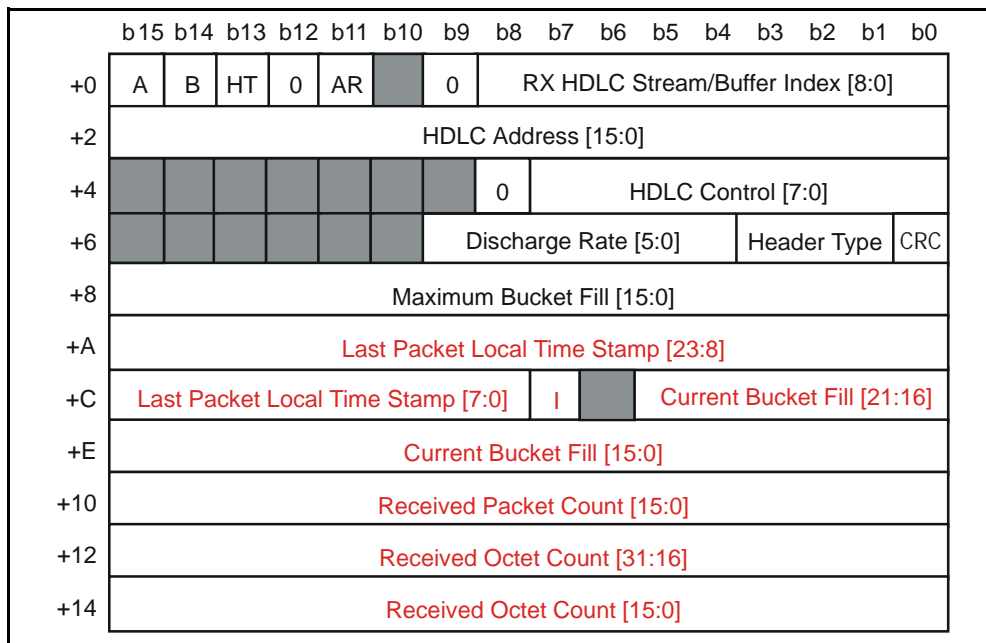 b15 b14 b13 b12 b11 b10 b9 b8 b7 b6 b5 b4 b3 b2 b1 b0
+0 A B HT 0 AR 0 RX HDLC Stream/Buffer Index [8:0]
+2 HDLC Address [15:0]
+4 0 HDLC Control [7:0]
+6 Discharge Rate [5:0] Header Type CRC
+8 Maximum Bucket Fill [15:0]
+A Last Packet Local Time Stamp [23:8]
+C Last Packet Local Time Stamp [7:0] I Current Bucket Fill [21:16]
+E Current Bucket Fill [15:0]
+10 Received Packet Count [15:0]
+12 Received Octet Count [31:16]
+14 Received Octet Count [15:0]